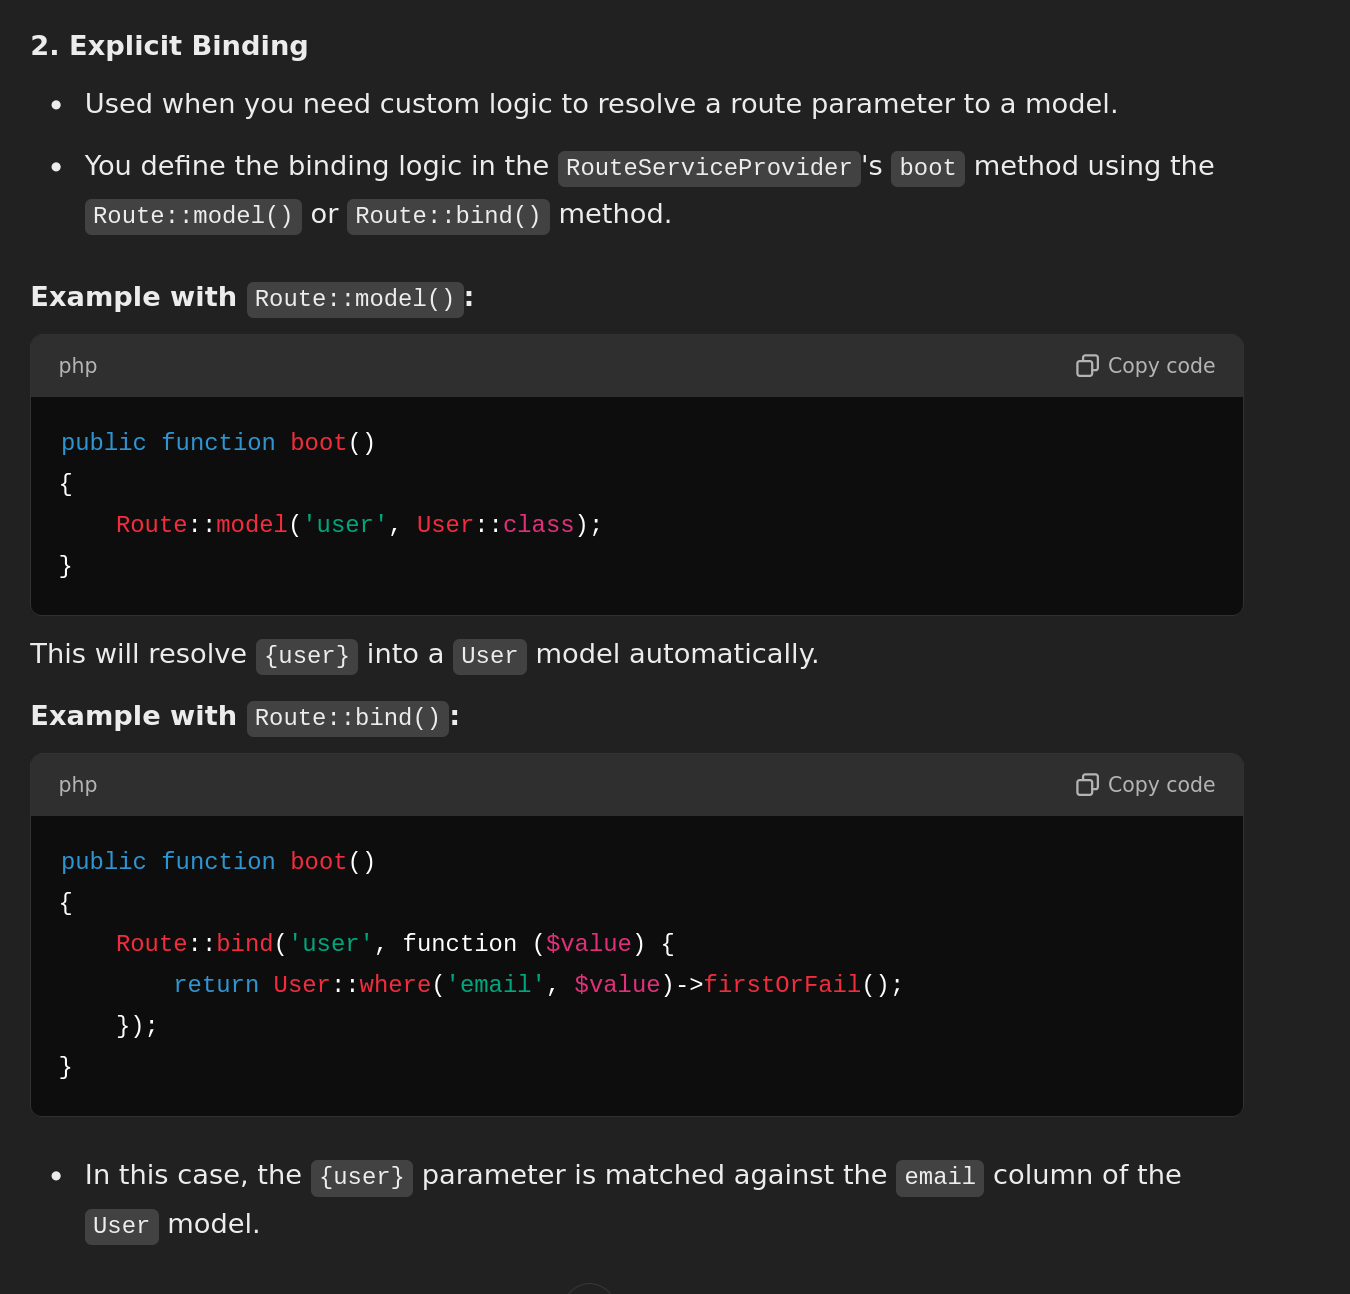 2. Explicit Binding
• Used when you need custom logic to resolve a route parameter to a model.
• You define the binding logic in the RouteServiceProvider's boot method using the
Route::model() or Route::bind() method.
Example with Route::model():
php Copy code
public function boot()
{
    Route::model('user', User::class);
}
This will resolve {user} into a User model automatically.
Example with Route::bind():
php Copy code
public function boot()
{
    Route::bind('user', function ($value) {
        return User::where('email', $value)->firstOrFail();
    });
}
• In this case, the {user} parameter is matched against the email column of the
User model.